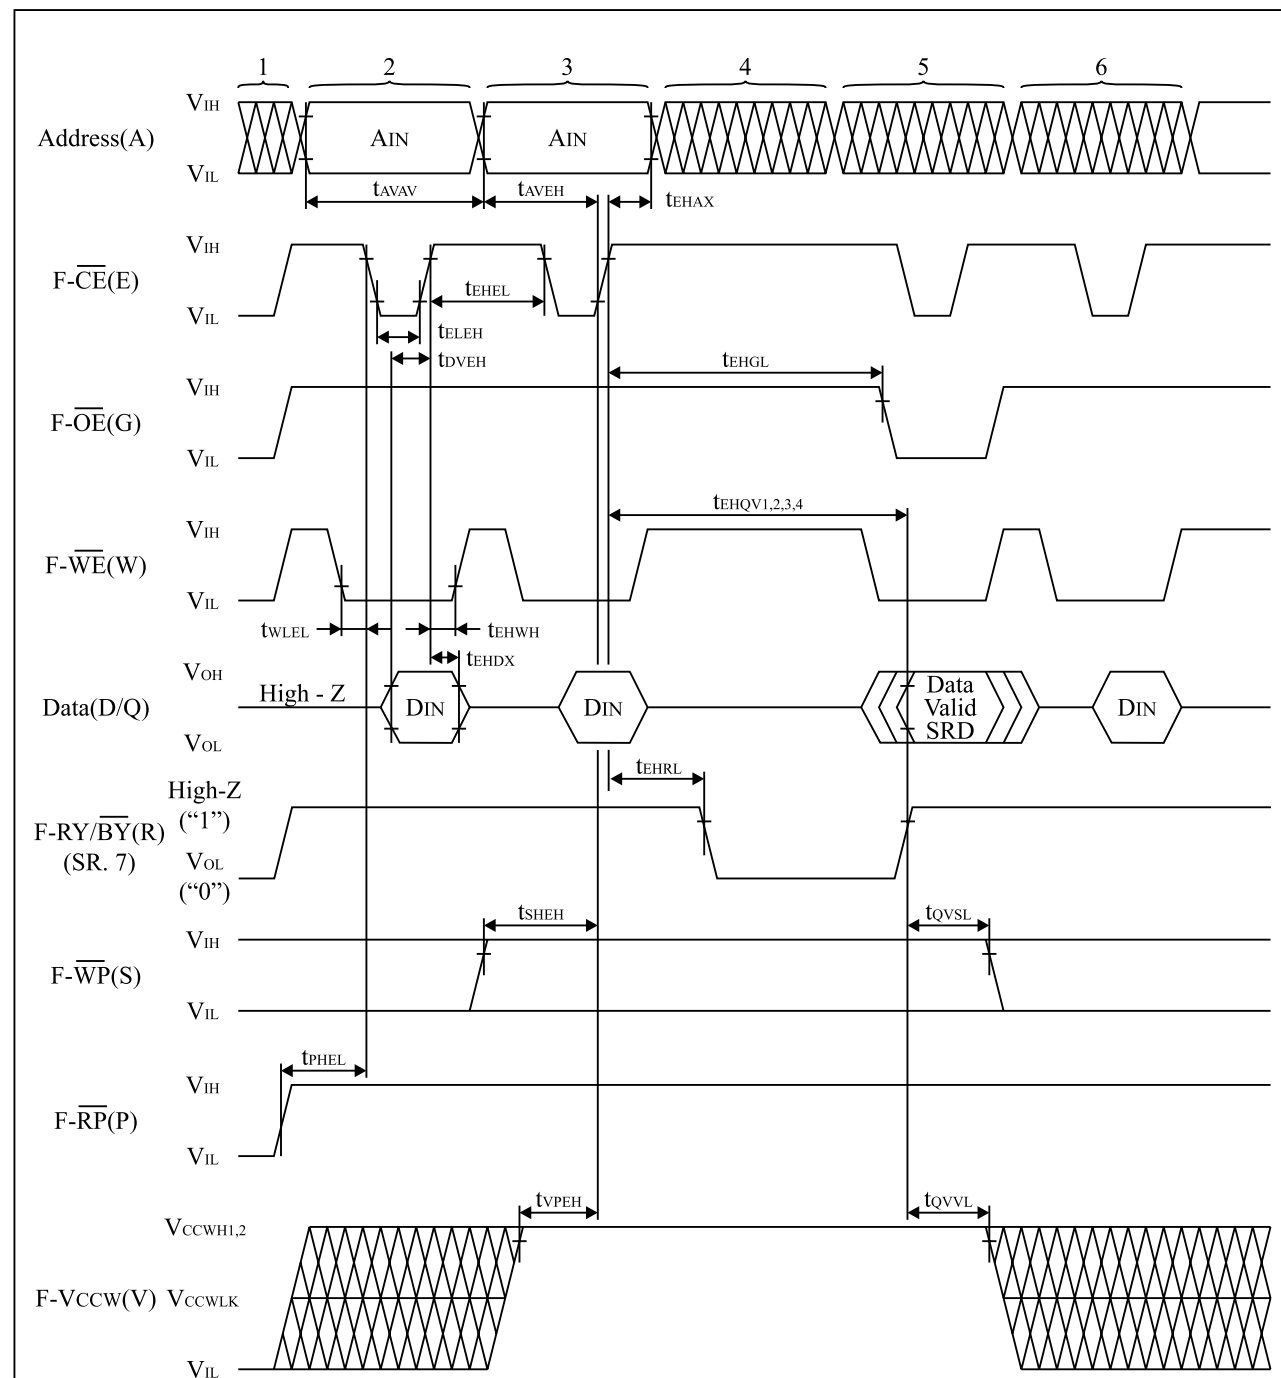 1 2 3 4 5 6
VIH
Address(A) AIN AIN
VIL
tAVAV tAVEH tEHAX
VIH
F-CE(E)
tEHEL
VIL
tELEH
tDVEH tEHGL
VIH
F-OE(G)
VIL
tEHQV1,2,3,4
VIH
F-WE(W)
VIL
tWLEL tEHWH
tEHDX
VOH
High - Z
Data(D/Q) DIN DIN Data Valid SRD DIN
VOL
tEHRL
High-Z
(“1”)
F-RY/BY(R)
(SR. 7)
VOL
(“0”)
tSHEH tQVSL
VIH
F-WP(S)
VIL
tPHEL
VIH
F-RP(P)
VIL
tVPEH tQVVL
VCCWH1,2
F-VCCW(V) VCCWLK
VIL